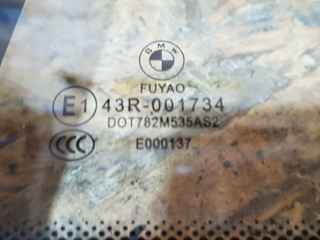 BMW
FUYAO
E1 43R-001734
DOT782M535AS2
CCC E000137